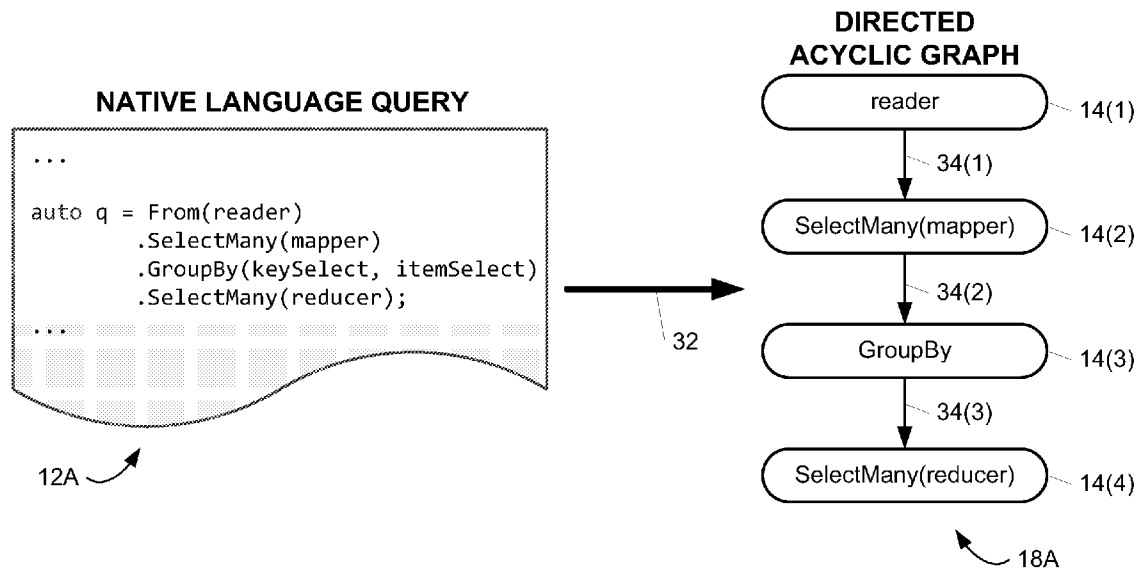 NATIVE LANGUAGE QUERY
...
auto q = From(reader)
.SelectMany(mapper)
.GroupBy(keySelect, itemSelect)
.SelectMany(reducer);
...
12A
32
DIRECTED
ACYCLIC GRAPH
reader
14(1)
34(1)
SelectMany(mapper)
14(2)
34(2)
GroupBy
14(3)
34(3)
SelectMany(reducer)
14(4)
18A